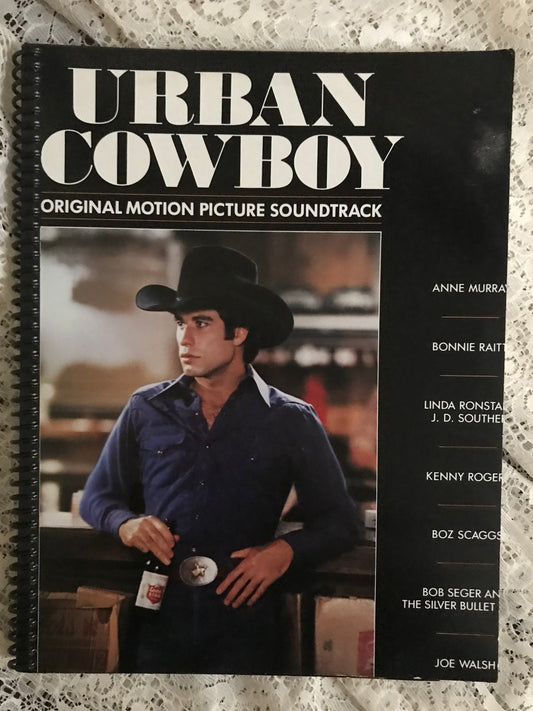 URBAN
COWBOY
ORIGINAL MOTION PICTURE SOUNDTRACK
ANNE MURRAY
BONNIE RAITT
LINDA RONSTA
J. D. SOUTHE
KENNY ROGER
BOZ SCAGGS
BOB SEGER AN
THE SILVER BULLET
JOE WALSH